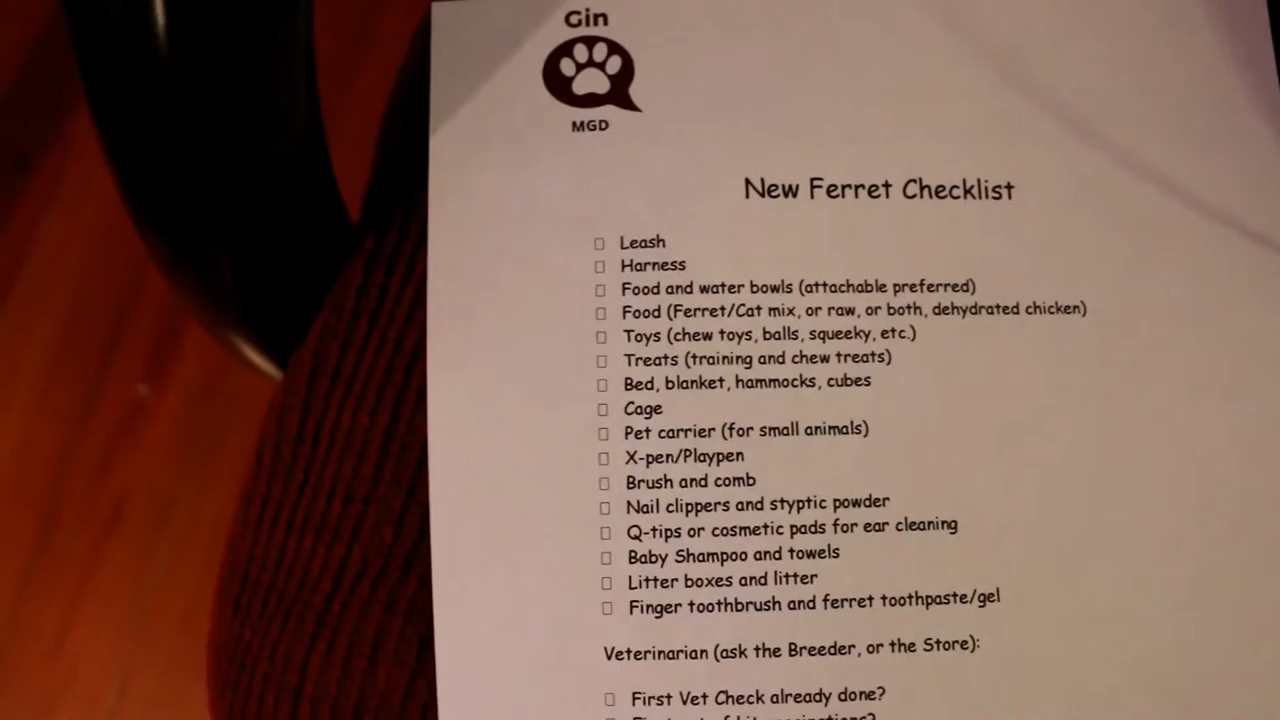 Gin
MGD
New Ferret Checklist
Leash
Harness
Food and water bowls (attachable preferred)
Food (Ferret/Cat mix, or raw, or both, dehydrated chicken)
Toys (chew toys, balls, squeeky, etc.)
Treats (training and chew treats)
Bed, blanket, hammocks, cubes
Cage
Pet carrier (for small animals)
X-pen/Playpen
Brush and comb
Nail clippers and styptic powder
Q-tips or cosmetic pads for ear cleaning
Baby Shampoo and towels
Litter boxes and litter
Finger toothbrush and ferret toothpaste/gel
Veterinarian (ask the Breeder, or the Store):
First Vet Check already done?